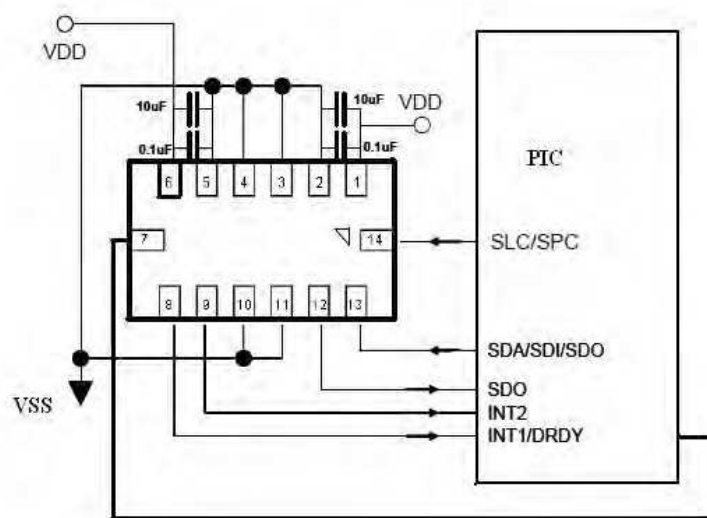 VDD
10uF
10uF
VDD
0.1uF
0.1uF
PIC
6
5
4
3
2
1
7
14
SLC/SPC
8
9
10
11
12
13
SDA/SDI/SDO
SDO
VSS
INT2
INT1/DRDY